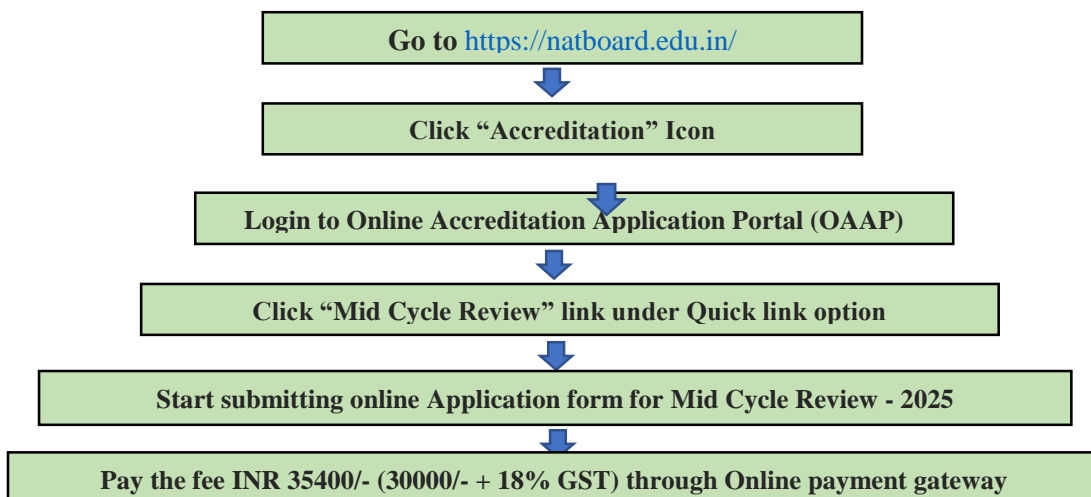 Go to https://natboard.edu.in/
Click “Accreditation” Icon
Login to Online Accreditation Application Portal (OAAP)
Click “Mid Cycle Review” link under Quick link option
Start submitting online Application form for Mid Cycle Review - 2025
Pay the fee INR 35400/- (30000/- + 18% GST) through Online payment gateway